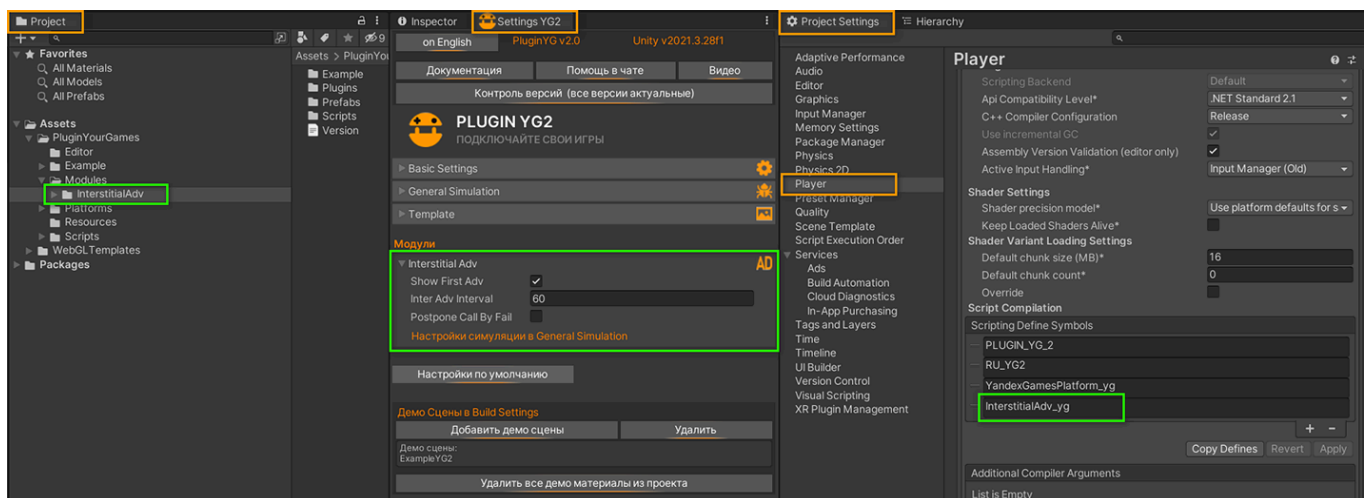 Project
9
Favorites
All Materials
All Models
All Prefabs
Assets
PluginYourGames
Editor
Example
Modules
InterstitialAdv
Platforms
Resources
Scripts
WebGLTemplates
Packages
Assets > PluginYou
Example
Plugins
Prefabs
Scripts
Version
Inspector
Settings YG2
on English
PluginYG v2.0
Unity v2021.3.28f1
Документация
Помощь в чате
Видео
Контроль версий (все версии актуальные)
PLUGIN YG2
ПОДКЛЮЧАЙТЕ СВОИ ИГРЫ
Basic Settings
General Simulation
Template
Модули
Interstitial Adv
AD
Show First Adv
Inter Adv Interval 60
Postpone Call By Fail
Настройки симуляции в General Simulation
Настройки по умолчанию
Демо Сцены в Build Settings
Добавить демо сцены
Удалить
Демо сцены:
ExampleYG2
Удалить все демо материалы из проекта
Project Settings
Hierarchy
Adaptive Performance
Audio
Editor
Graphics
Input Manager
Memory Settings
Package Manager
Physics
Physics 2D
Player
Preset Manager
Quality
Scene Template
Script Execution Order
Services
Ads
Build Automation
Cloud Diagnostics
In-App Purchasing
Tags and Layers
Time
Timeline
UI Builder
Version Control
Visual Scripting
XR Plugin Management
Player
Scripting Backend Default
Api Compatibility Level* .NET Standard 2.1
C++ Compiler Configuration Release
Use incremental GC
Assembly Version Validation (editor only)
Active Input Handling* Input Manager (Old)
Shader Settings
Shader precision model* Use platform defaults for s
Keep Loaded Shaders Alive*
Shader Variant Loading Settings
Default chunk size (MB)* 16
Default chunk count* 0
Override
Script Compilation
Scripting Define Symbols
PLUGIN_YG_2
RU_YG2
YandexGamesPlatform_yg
InterstitialAdv_yg
+ −
Copy Defines Revert Apply
Additional Compiler Arguments
List is Empty